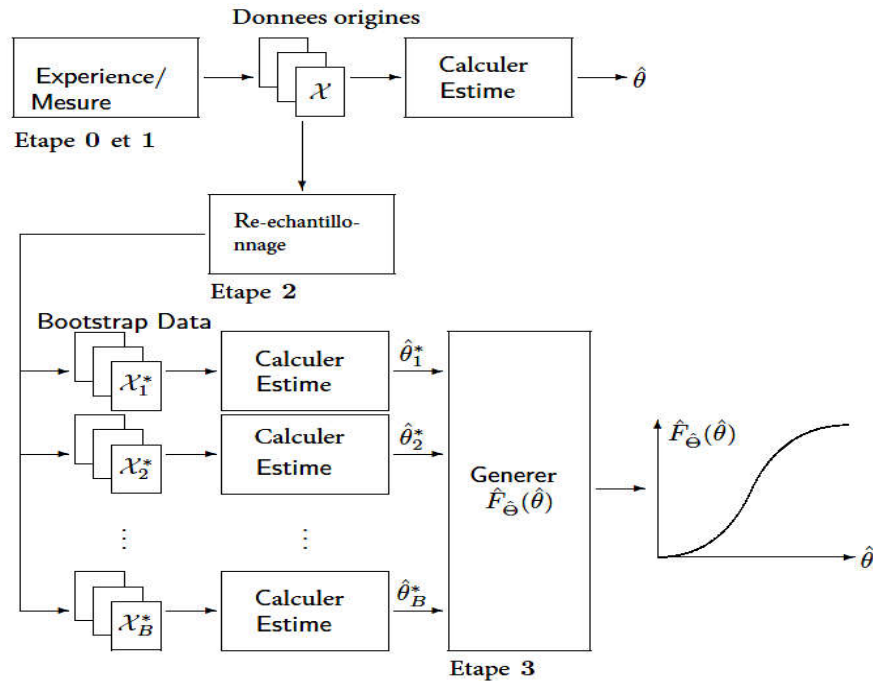 Donnees origines
Experience/
Mesure
𝒳
Calculer
Estime
θ̂
Etape 0 et 1
Re-echantillo-
nnage
Etape 2
Bootstrap Data
𝒳₁*
Calculer
Estime
θ̂₁*
𝒳₂*
Calculer
Estime
θ̂₂*
⋮
⋮
𝒳_B*
Calculer
Estime
θ̂_B*
Generer
F̂_Θ̂(θ̂)
Etape 3
F̂_Θ̂(θ̂)
θ̂